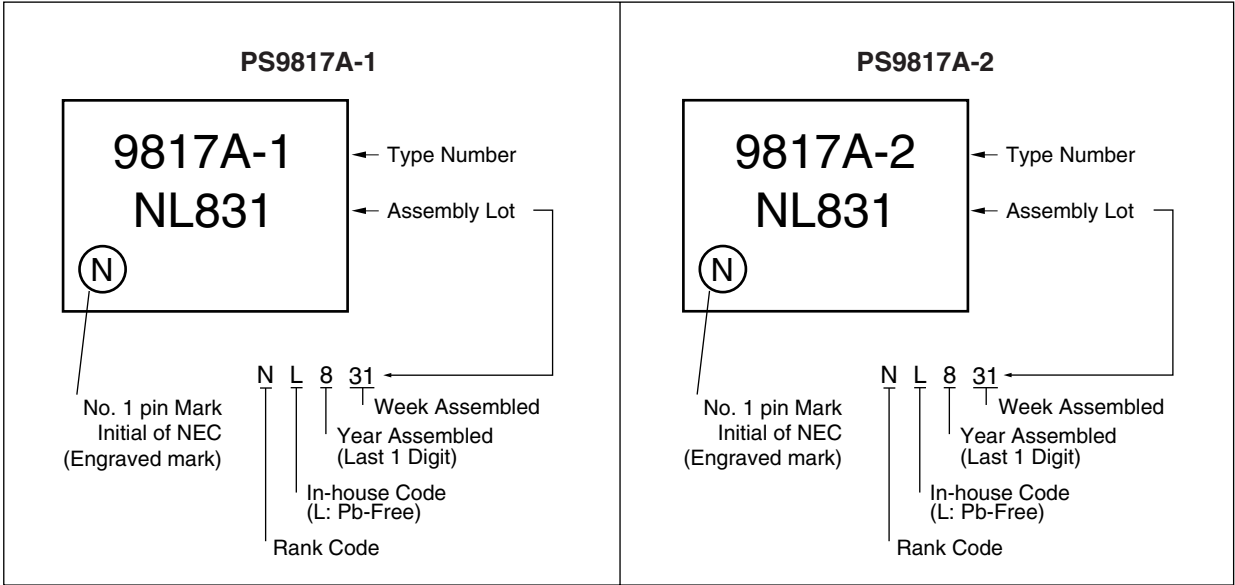 PS9817A-1
9817A-1
Type Number
NL831
Assembly Lot
N
N L 8 31
No. 1 pin Mark
Initial of NEC
(Engraved mark)
Week Assembled
Year Assembled
(Last 1 Digit)
In-house Code
(L: Pb-Free)
Rank Code
PS9817A-2
9817A-2
Type Number
NL831
Assembly Lot
N
N L 8 31
No. 1 pin Mark
Initial of NEC
(Engraved mark)
Week Assembled
Year Assembled
(Last 1 Digit)
In-house Code
(L: Pb-Free)
Rank Code